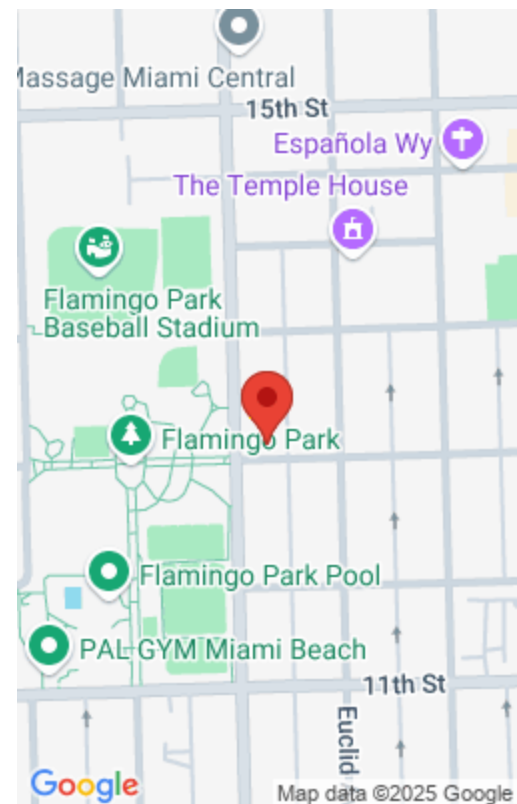 Massage Miami Central
15th St
Española Wy
The Temple House
Flamingo Park
Baseball Stadium
Flamingo Park
Flamingo Park Pool
PAL GYM Miami Beach
11th St
Euclid
Google
Map data ©2025 Google